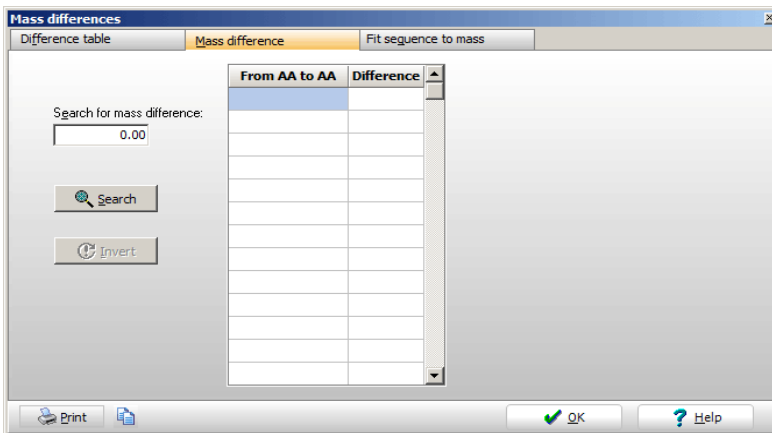 Mass differences
Difference table
Mass difference
Fit sequence to mass
From AA to AA
Difference
Search for mass difference:
0.00
Search
Invert
Print
OK
Help